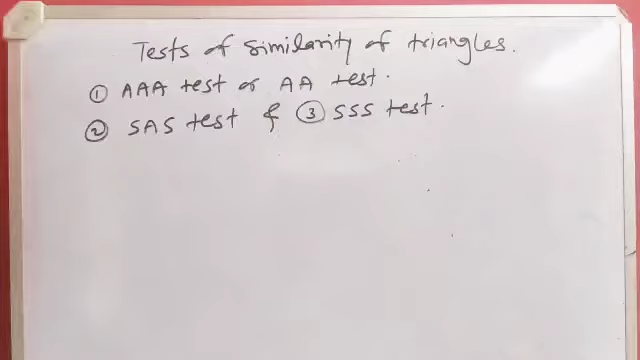 Tests of similarity of triangles.
① AAA test or AA test.
② SAS test & ③ SSS test.